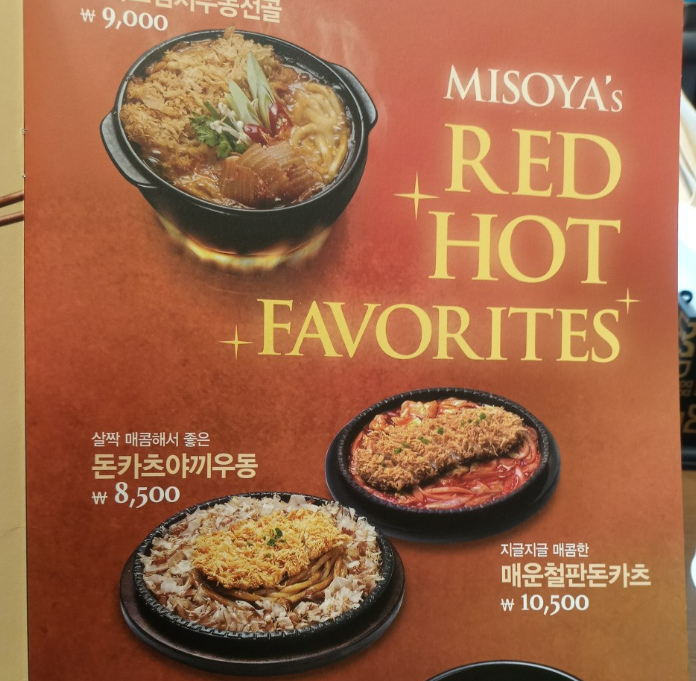 ₩ 9,000
MISOYA's
RED
HOT
FAVORITES
살짝 매콤해서 좋은
돈카츠야끼우동
₩ 8,500
지글지글 매콤한
매운철판돈카츠
₩ 10,500